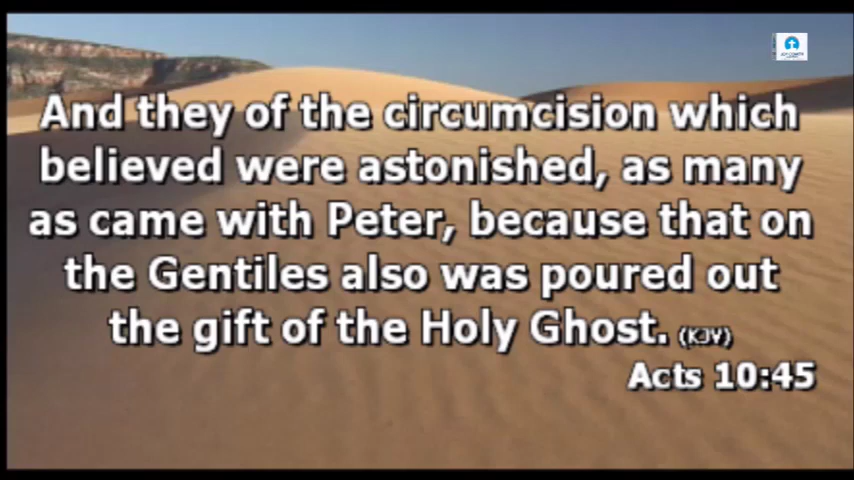 And they of the circumcision which
believed were astonished, as many
as came with Peter, because that on
the Gentiles also was poured out
the gift of the Holy Ghost. (KJV)
Acts 10:45